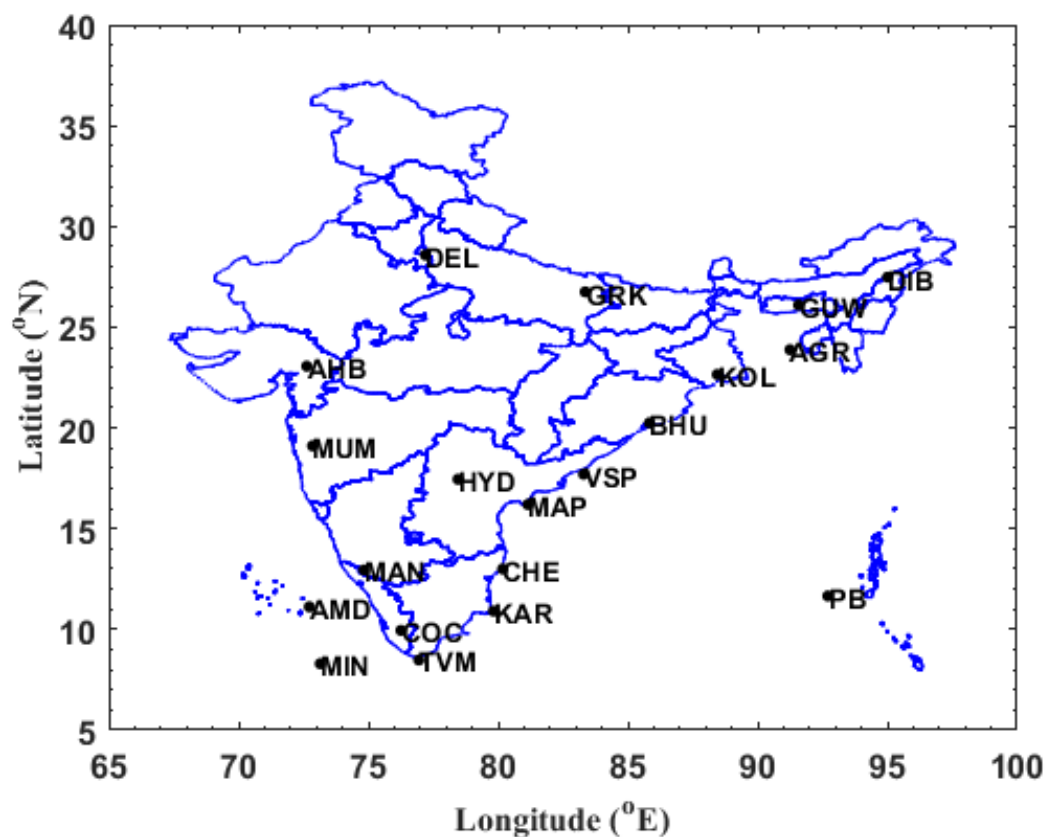 40
35
30
25
20
15
10
5
Latitude (°N)
DEL
GRK
DIB
GUW
AGR
AHB
KOL
BHU
MUM
HYD
VSP
MAP
MAN
CHE
AMD
KAR
PB
COC
MIN
TVM
65 70 75 80 85 90 95 100
Longitude (°E)